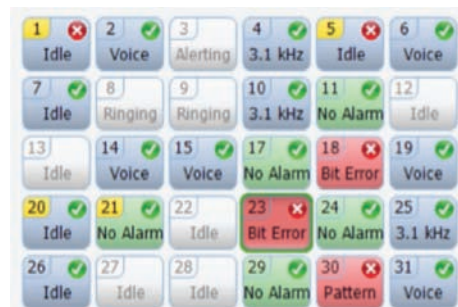 1 2 3 4 5 6
Idle Voice Alerting 3.1 kHz Idle Voice
7 8 9 10 11 12
Idle Ringing Ringing 3.1 kHz No Alarm Idle
13 14 15 17 18 19
Idle Voice Voice No Alarm Bit Error Voice
20 21 22 23 24 25
Idle No Alarm Idle Bit Error No Alarm 3.1 kHz
26 27 28 29 30 31
Idle Idle Idle No Alarm Pattern Voice